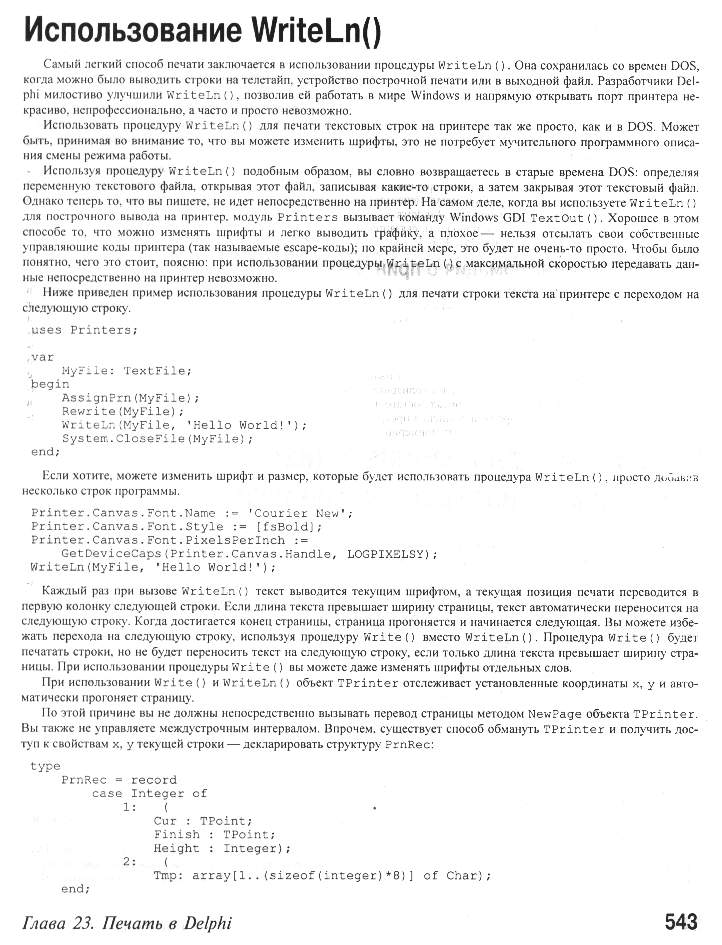 Использование WriteLn()
Самый легкий способ печати заключается в использовании процедуры WriteLn(). Она сохранилась со времен DOS,
когда можно было выводить строки на телетайп, устройство построчной печати или в выходной файл. Разработчики Del-
phi милостиво улучшили WriteLn(), позволив ей работать в мире Windows и напрямую открывать порт принтера не-
красиво, непрофессионально, а часто и просто невозможно.
Использовать процедуру WriteLn() для печати текстовых строк на принтере так же просто, как и в DOS. Может
быть, принимая во внимание то, что вы можете изменить шрифты, это не потребует мучительного программного описа-
ния смены режима работы.
Используя процедуру WriteLn() подобным образом, вы словно возвращаетесь в старые времена DOS: определяя
переменную текстового файла, открывая этот файл, записывая какие-то строки, а затем закрывая этот текстовый файл.
Однако теперь то, что вы пишете, не идет непосредственно на принтер. На самом деле, когда вы используете WriteLn()
для построчного вывода на принтер, модуль Printers вызывает команду Windows GDI TextOut(). Хорошее в этом
способе то, что можно изменять шрифты и легко выводить графику, а плохое — нельзя отсылать свои собственные
управляющие коды принтера (так называемые escape-коды); по крайней мере, это будет не очень-то просто. Чтобы было
понятно, чего это стоит, поясню: при использовании процедуры WriteLn() с максимальной скоростью передавать дан-
ные непосредственно на принтер невозможно.
Ниже приведен пример использования процедуры WriteLn() для печати строки текста на принтере с переходом на
следующую строку.
uses Printers;
var
MyFile: TextFile;
begin
AssignPrn(MyFile);
Rewrite(MyFile);
WriteLn(MyFile, 'Hello World!');
System.CloseFile(MyFile);
end;
Если хотите, можете изменить шрифт и размер, которые будет использовать процедура WriteLn(), просто добавив
несколько строк программы.
Printer.Canvas.Font.Name := 'Courier New';
Printer.Canvas.Font.Style := [fsBold];
Printer.Canvas.Font.PixelsPerInch :=
GetDeviceCaps(Printer.Canvas.Handle, LOGPIXELSY);
WriteLn(MyFile, 'Hello World!');
Каждый раз при вызове WriteLn() текст выводится текущим шрифтом, а текущая позиция печати переводится в
первую колонку следующей строки. Если длина текста превышает ширину страницы, текст автоматически переносится на
следующую строку. Когда достигается конец страницы, страница прогоняется и начинается следующая. Вы можете избе-
жать перехода на следующую строку, используя процедуру Write() вместо WriteLn(). Процедура Write() будет
печатать строки, но не будет переносить текст на следующую строку, если только длина текста превышает ширину стра-
ницы. При использовании процедуры Write() вы можете даже изменять шрифты отдельных слов.
При использовании Write() и WriteLn() объект TPrinter отслеживает установленные координаты x, y и авто-
матически прогоняет страницу.
По этой причине вы не должны непосредственно вызывать перевод страницы методом NewPage объекта TPrinter.
Вы также не управляете междустрочным интервалом. Впрочем, существует способ обмануть TPrinter и получить дос-
туп к свойствам x, y текущей строки — декларировать структуру PrnRec:
type
PrnRec = record
case Integer of
1: (
Cur : TPoint;
Finish : TPoint;
Height : Integer);
2: (
Tmp: array[1..(sizeof(integer)*8)] of Char);
end;
Глава 23. Печать в Delphi 543